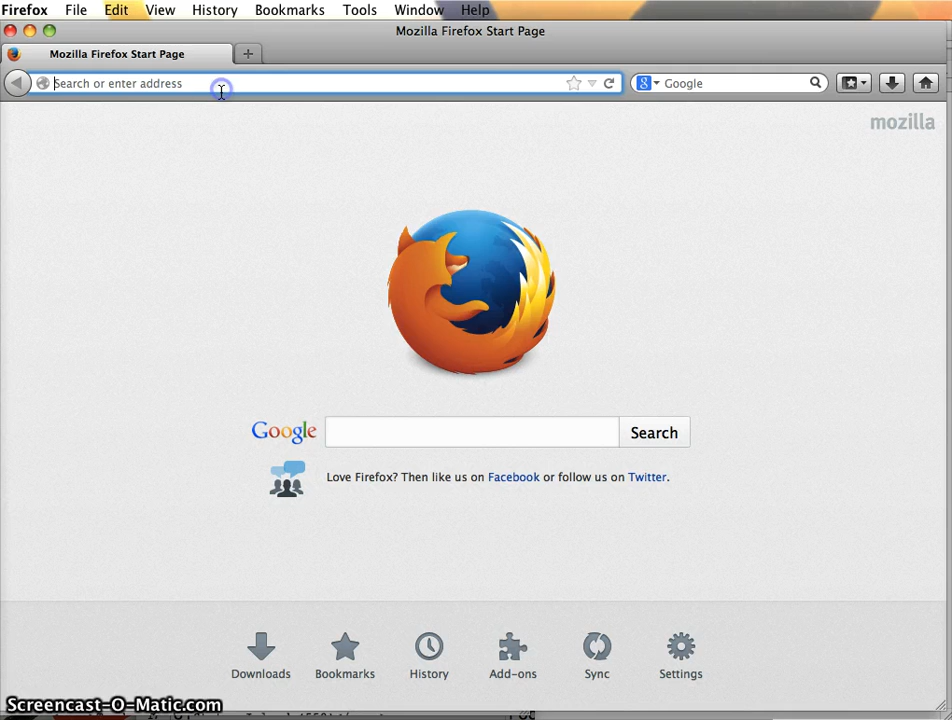 Firefox File Edit View History Bookmarks Tools Window Help
Mozilla Firefox Start Page
Mozilla Firefox Start Page
Search or enter address
Google
mozilla
Google Search
Love Firefox? Then like us on Facebook or follow us on Twitter.
Downloads Bookmarks History Add-ons Sync Settings
Screencast-O-Matic.com